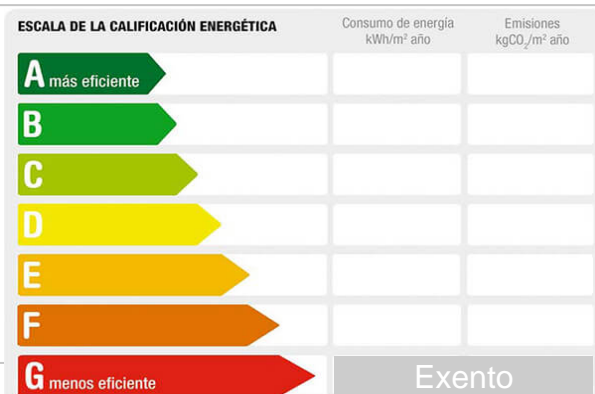 ESCALA DE LA CALIFICACIÓN ENERGÉTICA
Consumo de energía
kWh/m² año
Emisiones
kgCO₂/m² año
A más eficiente
B
C
D
E
F
G menos eficiente
Exento